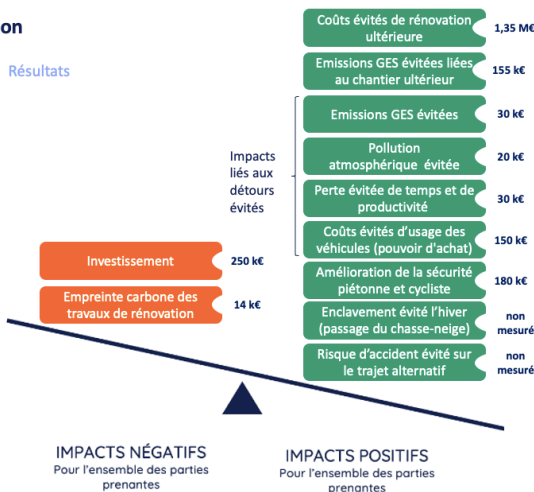 on
Résultats
Coûts évités de rénovation
ultérieure
1,35 M€
Emissions GES évitées liées
au chantier ultérieur
155 k€
Impacts
liés aux
détours
évités
Emissions GES évitées
30 k€
Pollution
atmosphérique évitée
20 k€
Perte évitée de temps et de
productivité
30 k€
Coûts évités d'usage des
véhicules (pouvoir d'achat)
150 k€
Amélioration de la sécurité
piétonne et cycliste
180 k€
Enclavement évité l'hiver
(passage du chasse-neige)
non
mesuré
Risque d'accident évité sur
le trajet alternatif
non
mesuré
Investissement
250 k€
Empreinte carbone des
travaux de rénovation
14 k€
IMPACTS NÉGATIFS
Pour l'ensemble des parties
prenantes
IMPACTS POSITIFS
Pour l'ensemble des parties
prenantes